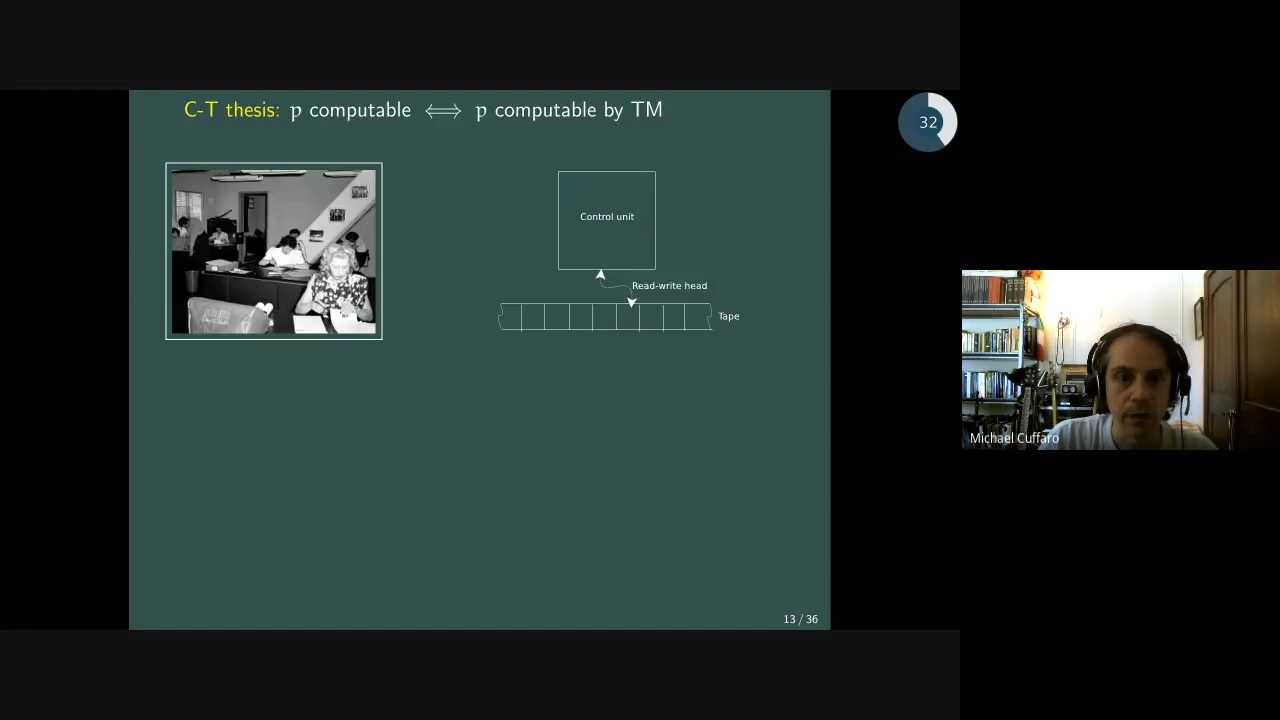 C-T thesis: p computable ⟺ p computable by TM
32
Control unit
Read-write head
Tape
Michael Cuffaro
13 / 36